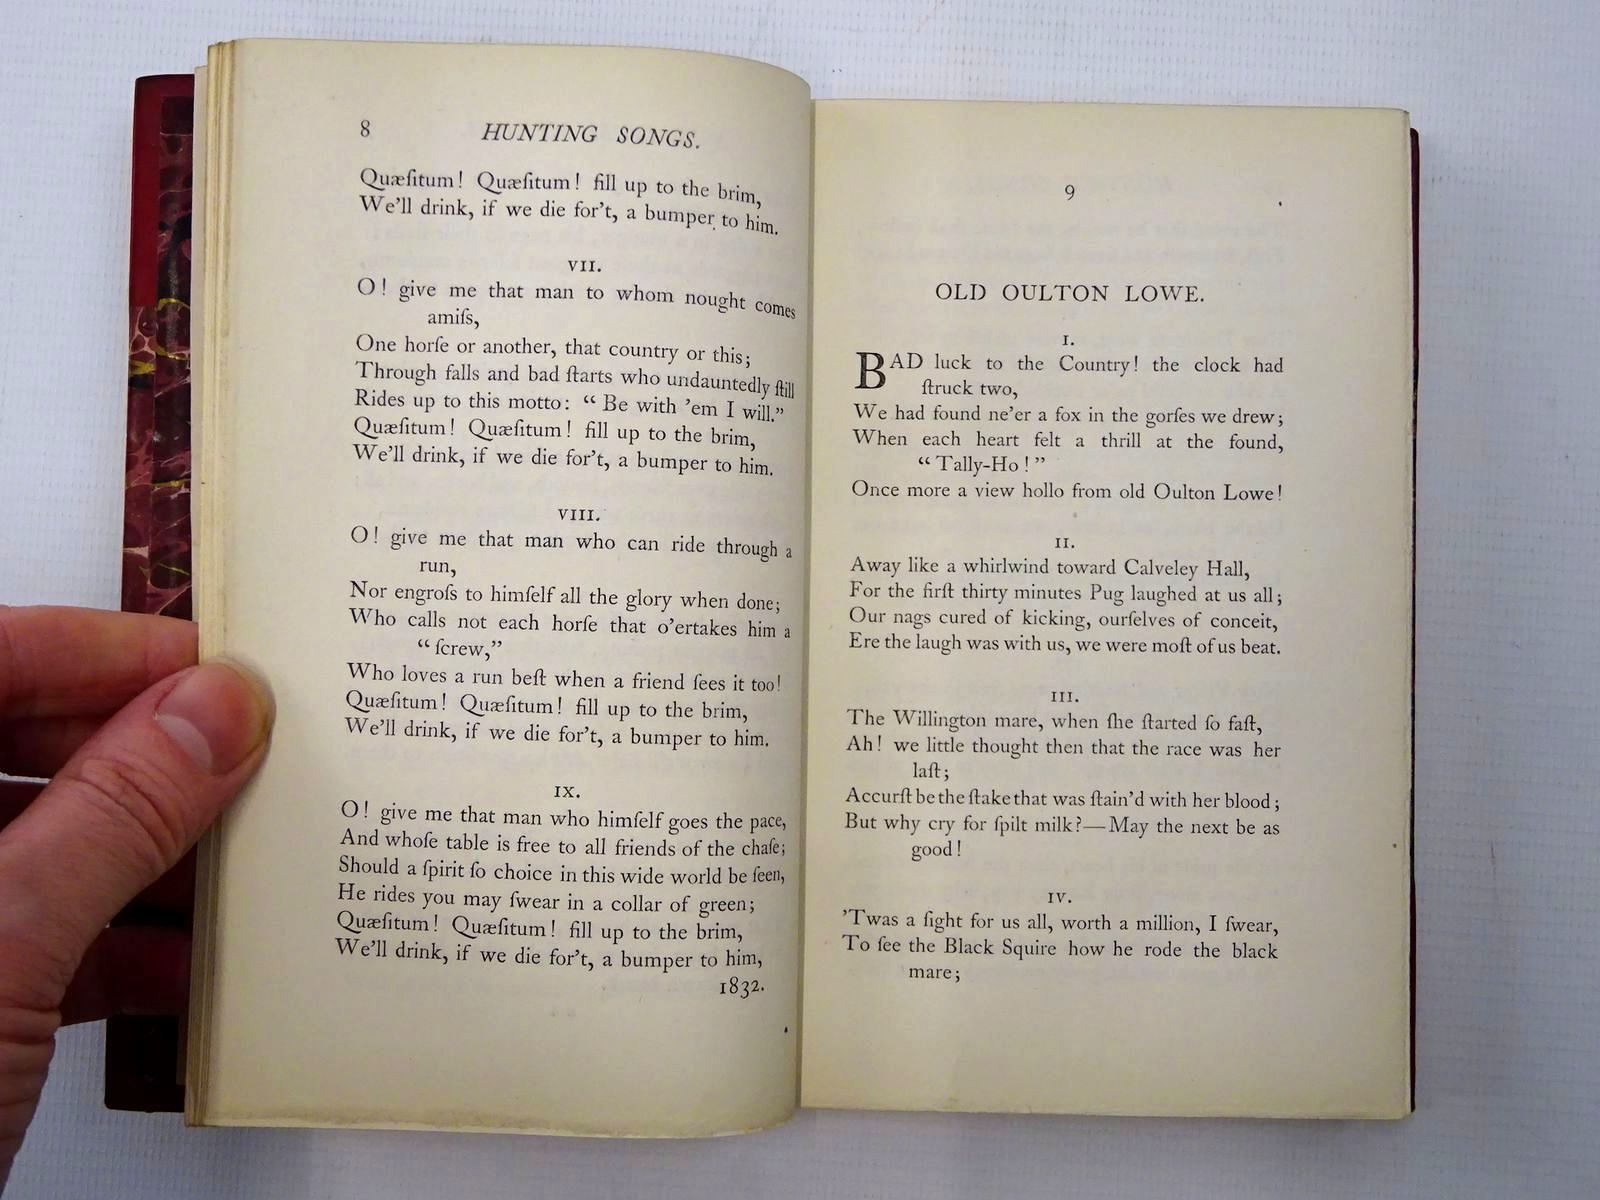 8 HUNTING SONGS.
Quæſitum! Quæſitum! fill up to the brim,
We'll drink, if we die for't, a bumper to him.
VII.
O! give me that man to whom nought comes
amiſs,
One horſe or another, that country or this;
Through falls and bad ſtarts who undauntedly ſtill
Rides up to this motto: “Be with 'em I will.”
Quæſitum! Quæſitum! fill up to the brim,
We'll drink, if we die for't, a bumper to him.
VIII.
O! give me that man who can ride through a
run,
Nor engroſs to himſelf all the glory when done;
Who calls not each horſe that o'ertakes him a
“ſcrew,”
Who loves a run beſt when a friend ſees it too!
Quæſitum! Quæſitum! fill up to the brim,
We'll drink, if we die for't, a bumper to him.
IX.
O! give me that man who himſelf goes the pace,
And whoſe table is free to all friends of the chaſe;
Should a ſpirit ſo choice in this wide world be ſeen,
He rides you may ſwear in a collar of green;
Quæſitum! Quæſitum! fill up to the brim,
We'll drink, if we die for't, a bumper to him,
1832.
9
OLD OULTON LOWE.
I.
BAD luck to the Country! the clock had
ſtruck two,
We had found ne'er a fox in the gorſes we drew;
When each heart felt a thrill at the found,
“Tally-Ho!”
Once more a view hollo from old Oulton Lowe!
II.
Away like a whirlwind toward Calveley Hall,
For the firſt thirty minutes Pug laughed at us all;
Our nags cured of kicking, ourſelves of conceit,
Ere the laugh was with us, we were moſt of us beat.
III.
The Willington mare, when ſhe ſtarted ſo faſt,
Ah! we little thought then that the race was her
laſt;
Accurſt be the ſtake that was ſtain'd with her blood;
But why cry for ſpilt milk?—May the next be as
good!
IV.
'Twas a ſight for us all, worth a million, I ſwear,
To ſee the Black Squire how he rode the black
mare;